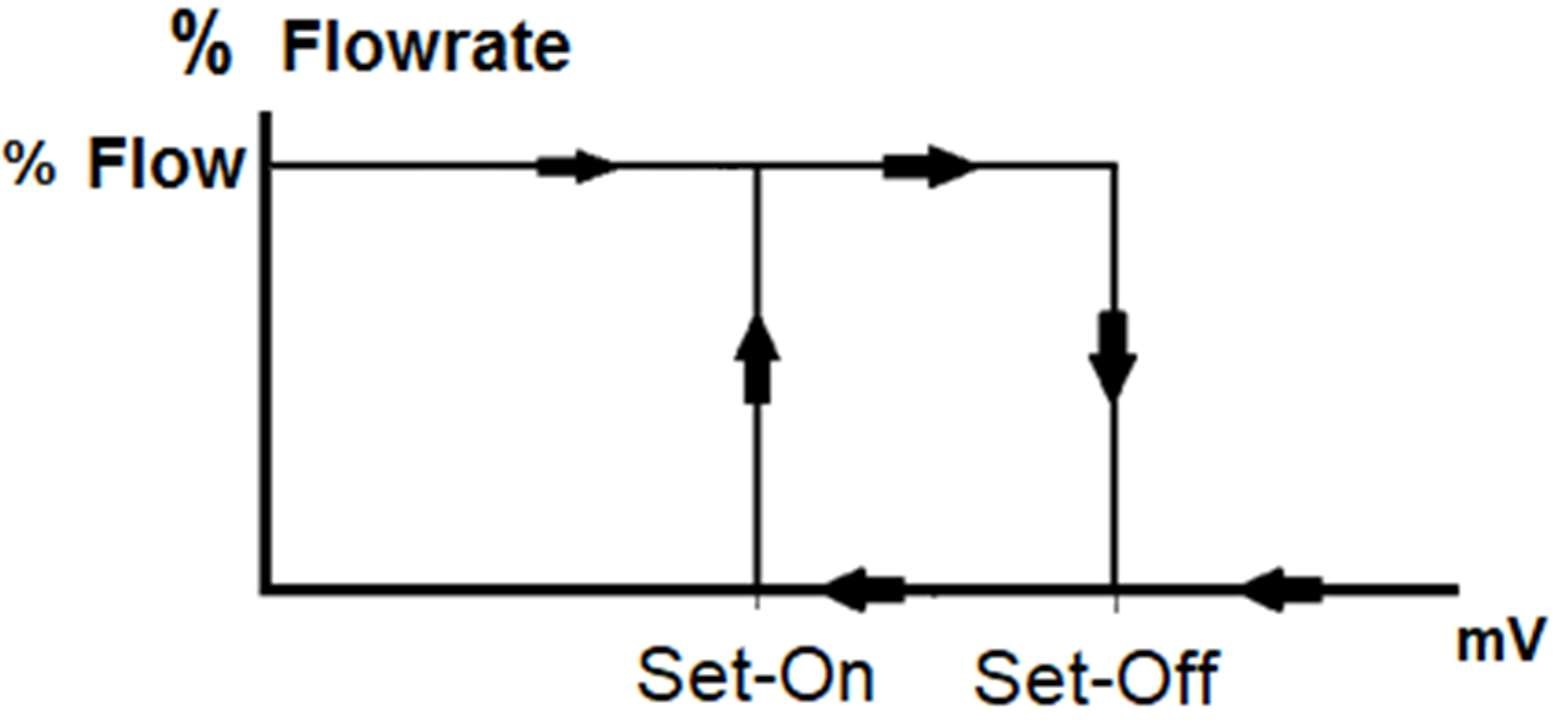 % Flowrate
% Flow
mV
Set-On Set-Off